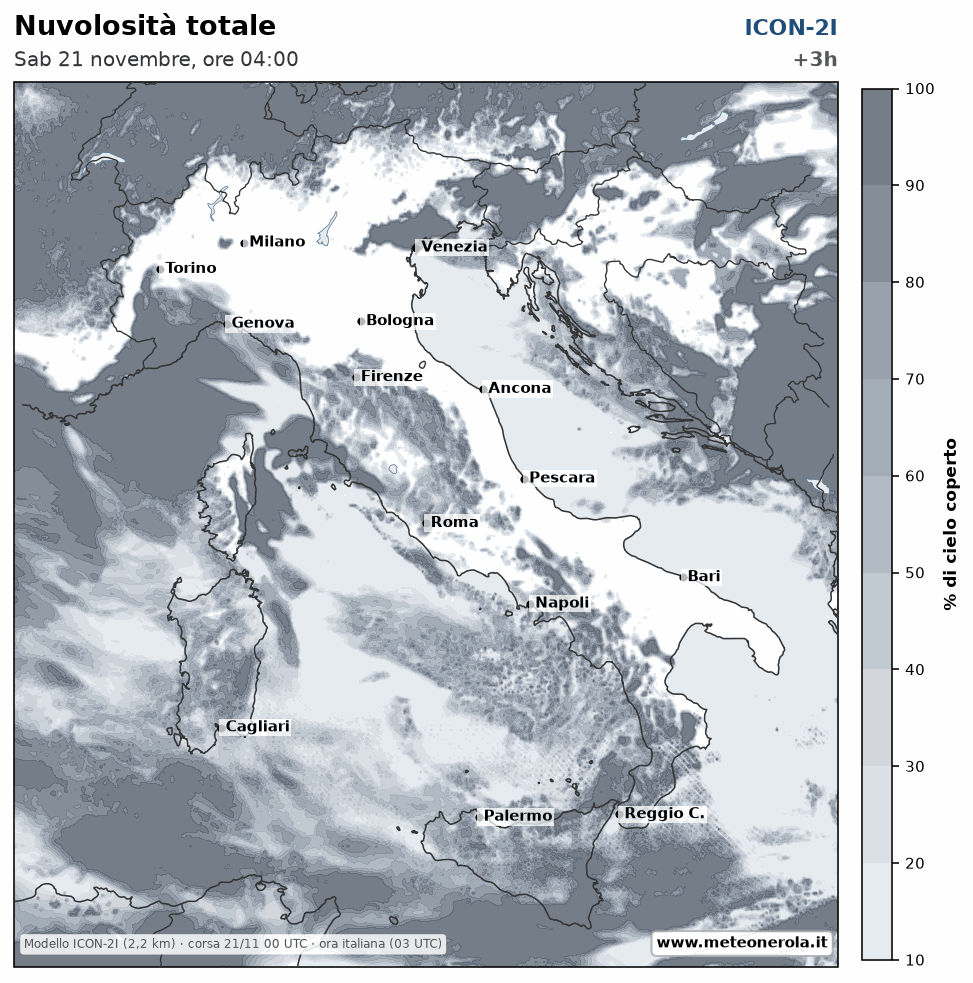 Nuvolosità totale
ICON-2I
Sab 21 novembre, ore 04:00
+3h
100
90
80
70
60
50
40
30
20
10
% di cielo coperto
Milano
Venezia
Torino
Genova
Bologna
Firenze
Ancona
Pescara
Roma
Bari
Napoli
Cagliari
Palermo
Reggio C.
Modello ICON-2I (2,2 km) · corsa 21/11 00 UTC · ora italiana (03 UTC)
www.meteonerola.it